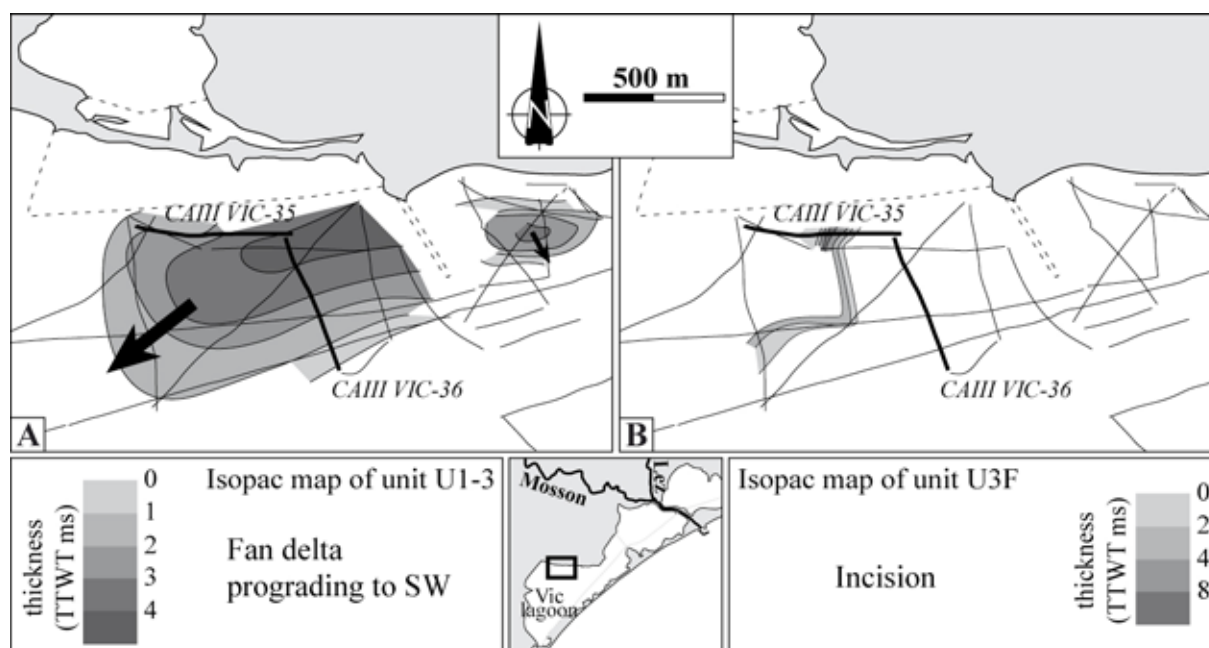 500 m
N
CAIII VIC-35
CAIII VIC-36
A
CAIII VIC-35
CAIII VIC-36
B
thickness
(TTWT ms)
0
1
2
3
4
Isopac map of unit U1-3
Fan delta
prograding to SW
Mosson
Lez
Vic
lagoon
Isopac map of unit U3F
Incision
thickness
(TTWT ms)
0
2
4
8